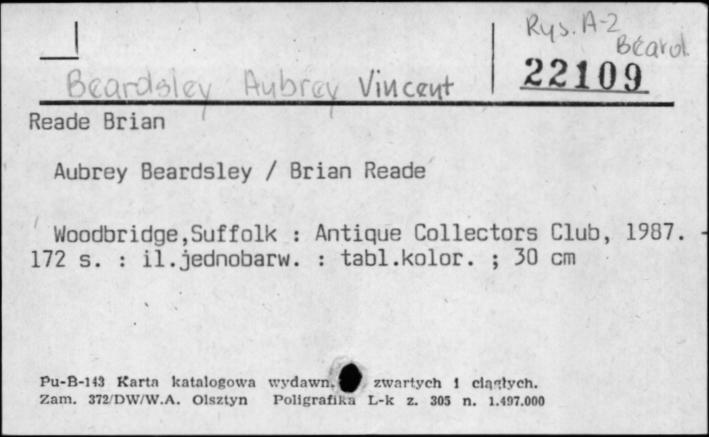 Rys. A-2
Beard.
22109
Beardsley Aubrey Vincent
Reade Brian
Aubrey Beardsley / Brian Reade
Woodbridge,Suffolk : Antique Collectors Club, 1987. -
172 s. : il.jednobarw. : tabl.kolor. ; 30 cm
Pu-B-143 Karta katalogowa wydawn. zwartych i ciągłych.
Zam. 372/DW/W.A. Olsztyn Poligrafika L-k z. 305 n. 1.497.000